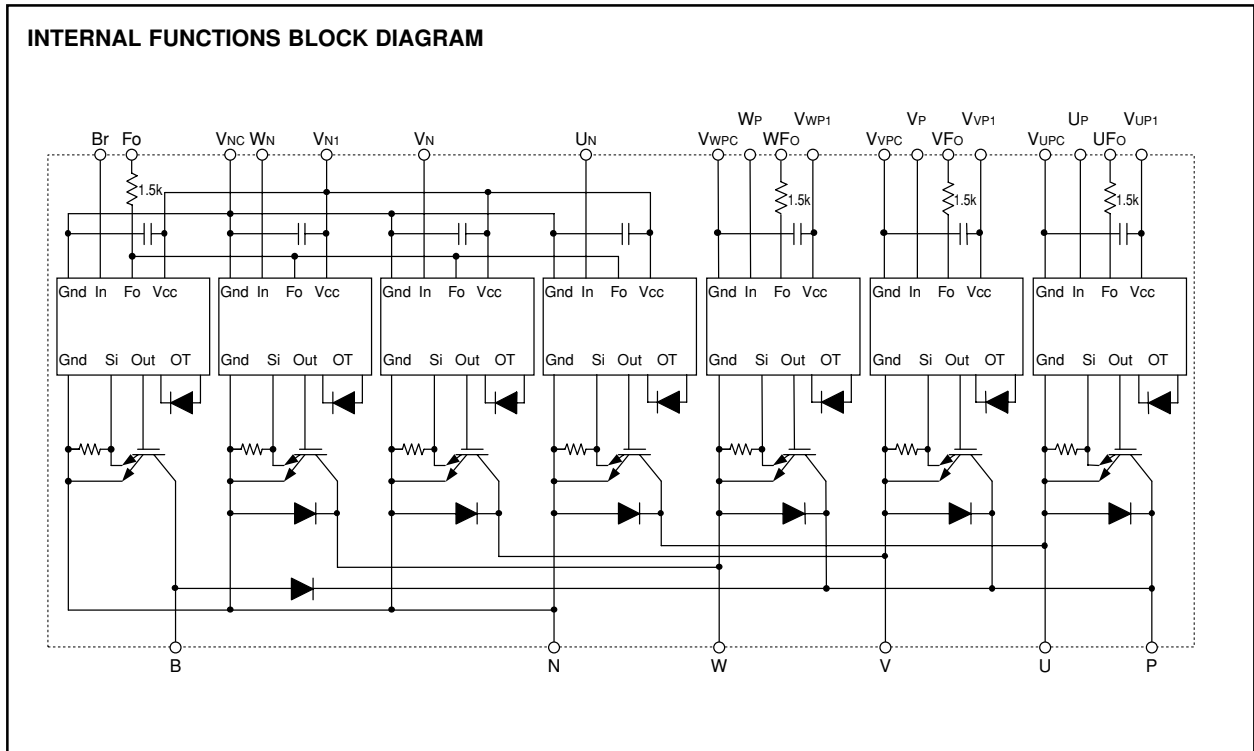 INTERNAL FUNCTIONS BLOCK DIAGRAM
WP VWP1 VP VVP1 UP VUP1
Br Fo VNC WN VN1 VN UN VWPC WFO VVPC VFO VUPC UFO
1.5k 1.5k 1.5k 1.5k
Gnd In Fo Vcc Gnd In Fo Vcc Gnd In Fo Vcc Gnd In Fo Vcc Gnd In Fo Vcc Gnd In Fo Vcc Gnd In Fo Vcc
Gnd Si Out OT Gnd Si Out OT Gnd Si Out OT Gnd Si Out OT Gnd Si Out OT Gnd Si Out OT Gnd Si Out OT
B N W V U P